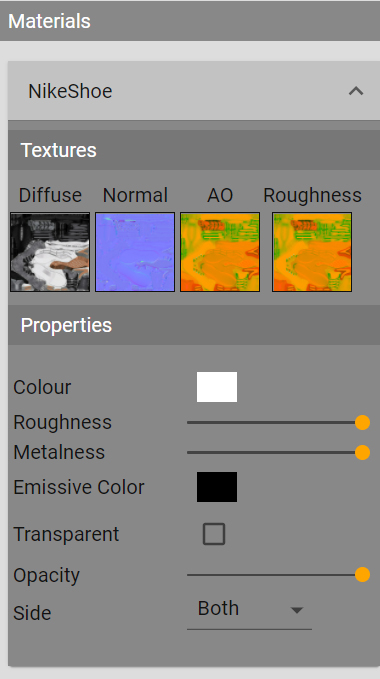 Materials
NikeShoe
Textures
Diffuse Normal AO Roughness
Properties
Colour
Roughness
Metalness
Emissive Color
Transparent
Opacity
Side Both